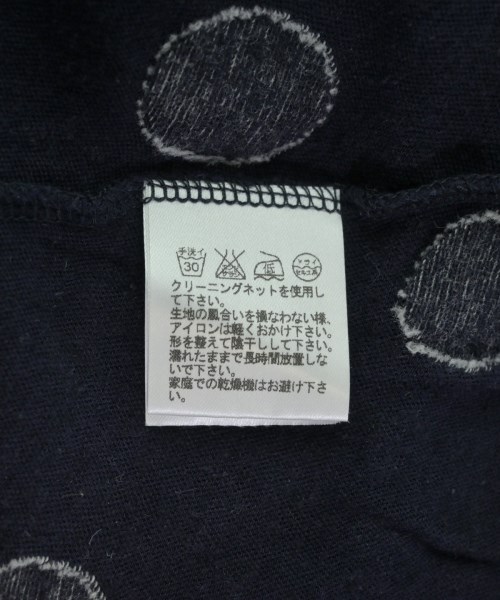 手洗イ
30
低
ドライ
セキユ系
クリーニングネットを使用し
て下さい。
生地の風合いを損なわない様、
アイロンは軽くおかけ下さい。
形を整えて陰干しして下さい。
濡れたままで長時間放置しな
いで下さい。
家庭での乾燥機はお避け下さ
い。